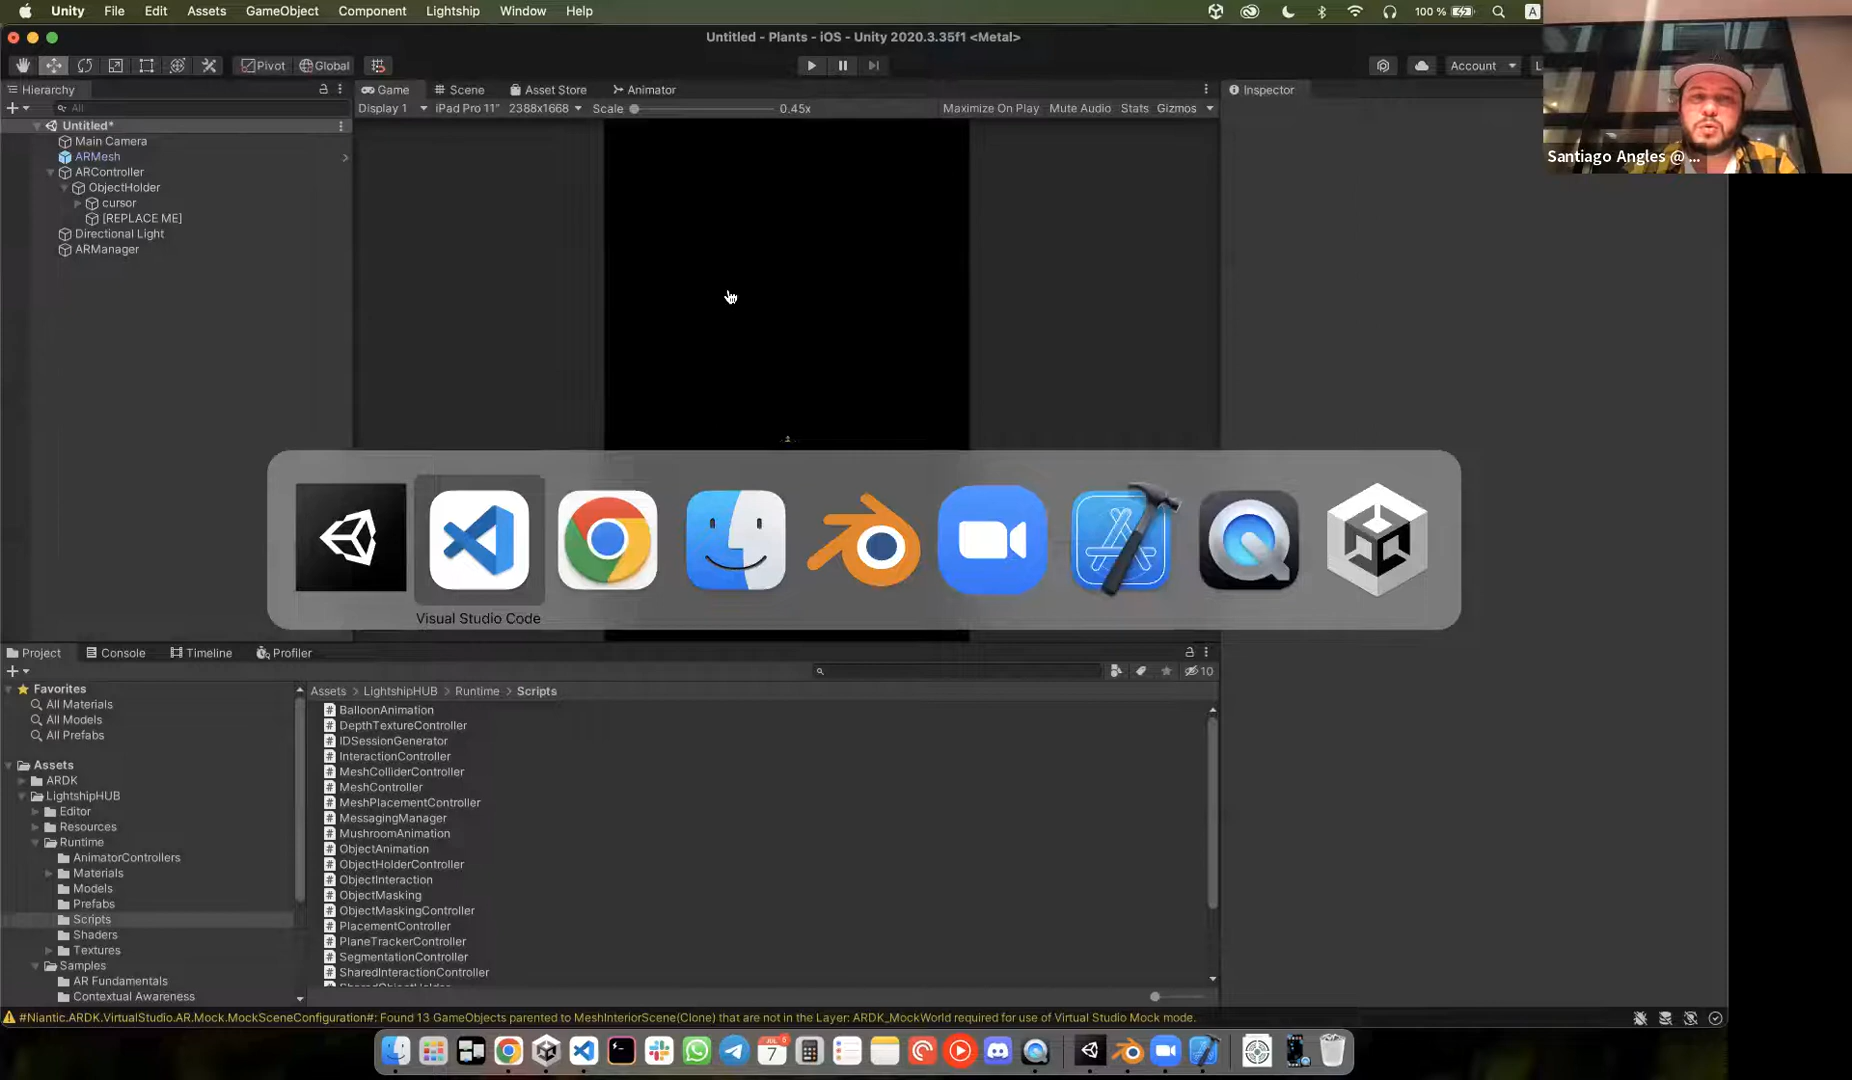 Unity File Edit Assets GameObject Component Lightship Window Help 100 % A
Untitled - Plants - iOS - Unity 2020.3.35f1 <Metal>
Pivot Global Account
Hierarchy
All
Untitled*
Main Camera
ARMesh
ARController
ObjectHolder
cursor
[REPLACE ME]
Directional Light
ARManager
Game Scene Asset Store Animator
Display 1 iPad Pro 11" 2388x1668 Scale 0.45x Maximize On Play Mute Audio Stats Gizmos
Inspector
Santiago Angles @ ...
Visual Studio Code
Project Console Timeline Profiler
10
Favorites
All Materials
All Models
All Prefabs
Assets
ARDK
LightshipHUB
Editor
Resources
Runtime
AnimatorControllers
Materials
Models
Prefabs
Scripts
Shaders
Textures
Samples
AR Fundamentals
Contextual Awareness
Assets > LightshipHUB > Runtime > Scripts
BalloonAnimation
DepthTextureController
IDSessionGenerator
InteractionController
MeshColliderController
MeshController
MeshPlacementController
MessagingManager
MushroomAnimation
ObjectAnimation
ObjectHolderController
ObjectInteraction
ObjectMasking
ObjectMaskingController
PlacementController
PlaneTrackerController
SegmentationController
SharedInteractionController
SharedObjectHolder
#Niantic.ARDK.VirtualStudio.AR.Mock.MockSceneConfiguration#: Found 13 GameObjects parented to MeshInteriorScene(Clone) that are not in the Layer: ARDK_MockWorld required for use of Virtual Studio Mock mode.
7